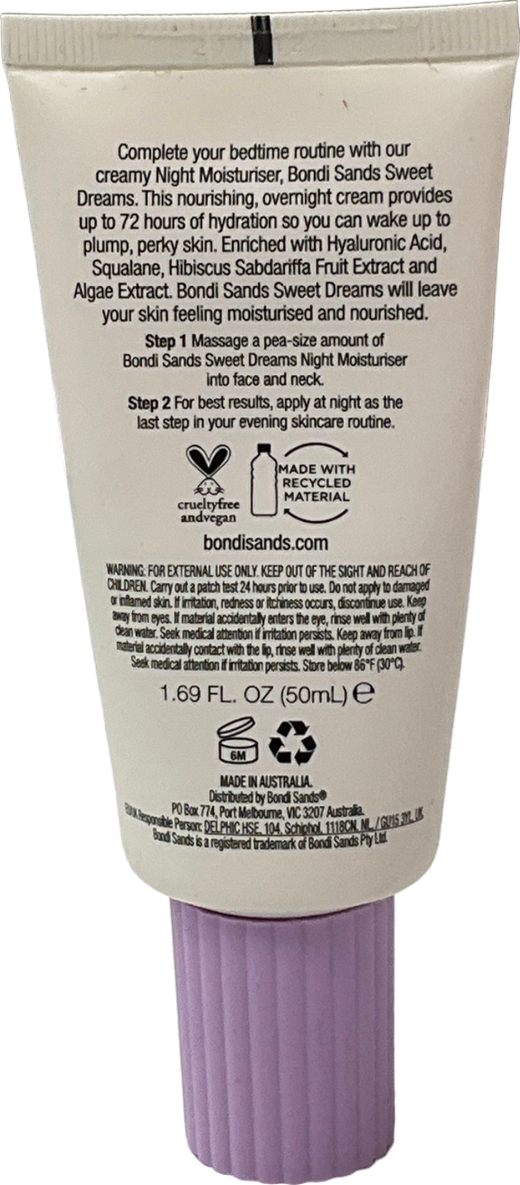 Complete your bedtime routine with our
creamy Night Moisturiser, Bondi Sands Sweet
Dreams. This nourishing, overnight cream provides
up to 72 hours of hydration so you can wake up to
plump, perky skin. Enriched with Hyaluronic Acid,
Squalane, Hibiscus Sabdariffa Fruit Extract and
Algae Extract. Bondi Sands Sweet Dreams will leave
your skin feeling moisturised and nourished.
Step 1 Massage a pea-size amount of
Bondi Sands Sweet Dreams Night Moisturiser
into face and neck.
Step 2 For best results, apply at night as the
last step in your evening skincare routine.
crueltyfree
andvegan
MADE WITH
RECYCLED
MATERIAL
bondisands.com
WARNING: FOR EXTERNAL USE ONLY. KEEP OUT OF THE SIGHT AND REACH OF
CHILDREN. Carry out a patch test 24 hours prior to use. Do not apply to damaged
or inflamed skin. If irritation, redness or itchiness occurs, discontinue use. Keep
away from eyes. If material accidentally enters the eye, rinse well with plenty of
clean water. Seek medical attention if irritation persists. Keep away from lip. If
material accidentally contact with the lip, rinse well with plenty of clean water.
Seek medical attention if irritation persists. Store below 86°F (30°C).
1.69 FL. OZ (50mL) ℮
6M
MADE IN AUSTRALIA.
Distributed by Bondi Sands®
PO Box 774, Port Melbourne, VIC 3207 Australia.
Responsible Person: DELPHIC HSE, 104, Schiphol, 1118CN, NL / GU16 3YL, UK
Bondi Sands is a registered trademark of Bondi Sands Pty Ltd.